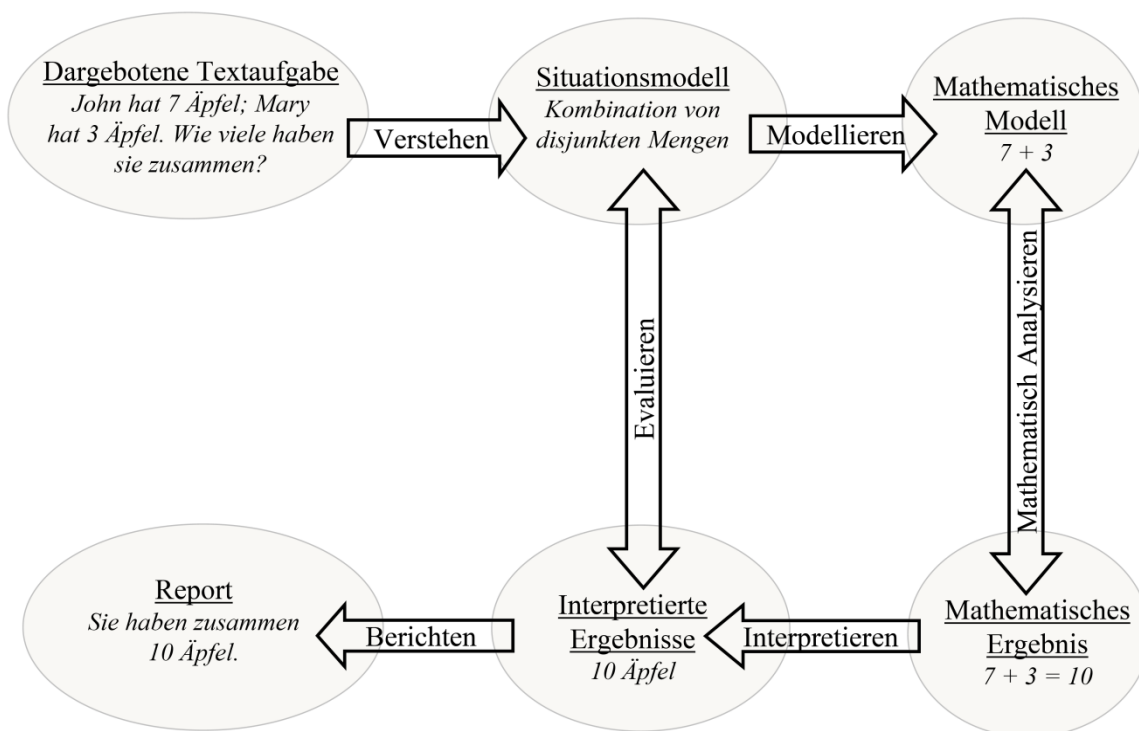 Dargebotene Textaufgabe
John hat 7 Äpfel; Mary
hat 3 Äpfel. Wie viele haben
sie zusammen?
Verstehen
Situationsmodell
Kombination von
disjunkten Mengen
Modellieren
Mathematisches
Modell
7 + 3
Evaluieren
Mathematisch Analysieren
Report
Sie haben zusammen
10 Äpfel.
Berichten
Interpretierte
Ergebnisse
10 Äpfel
Interpretieren
Mathematisches
Ergebnis
7 + 3 = 10